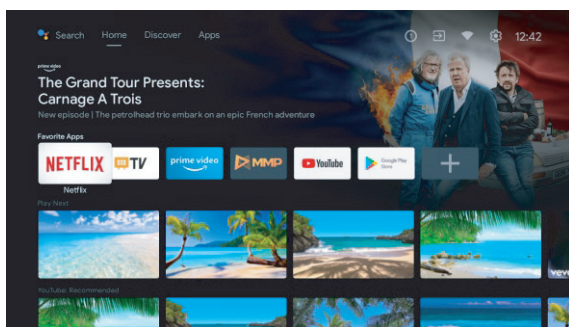 Search Home Discover Apps 12:42
prime video
The Grand Tour Presents:
Carnage A Trois
New episode | The petrolhead trio embark on an epic French adventure
Favorite Apps
NETFLIX TV prime video MMP YouTube Google Play Store
Netflix
Play Next
vevo
YouTube: Recommended